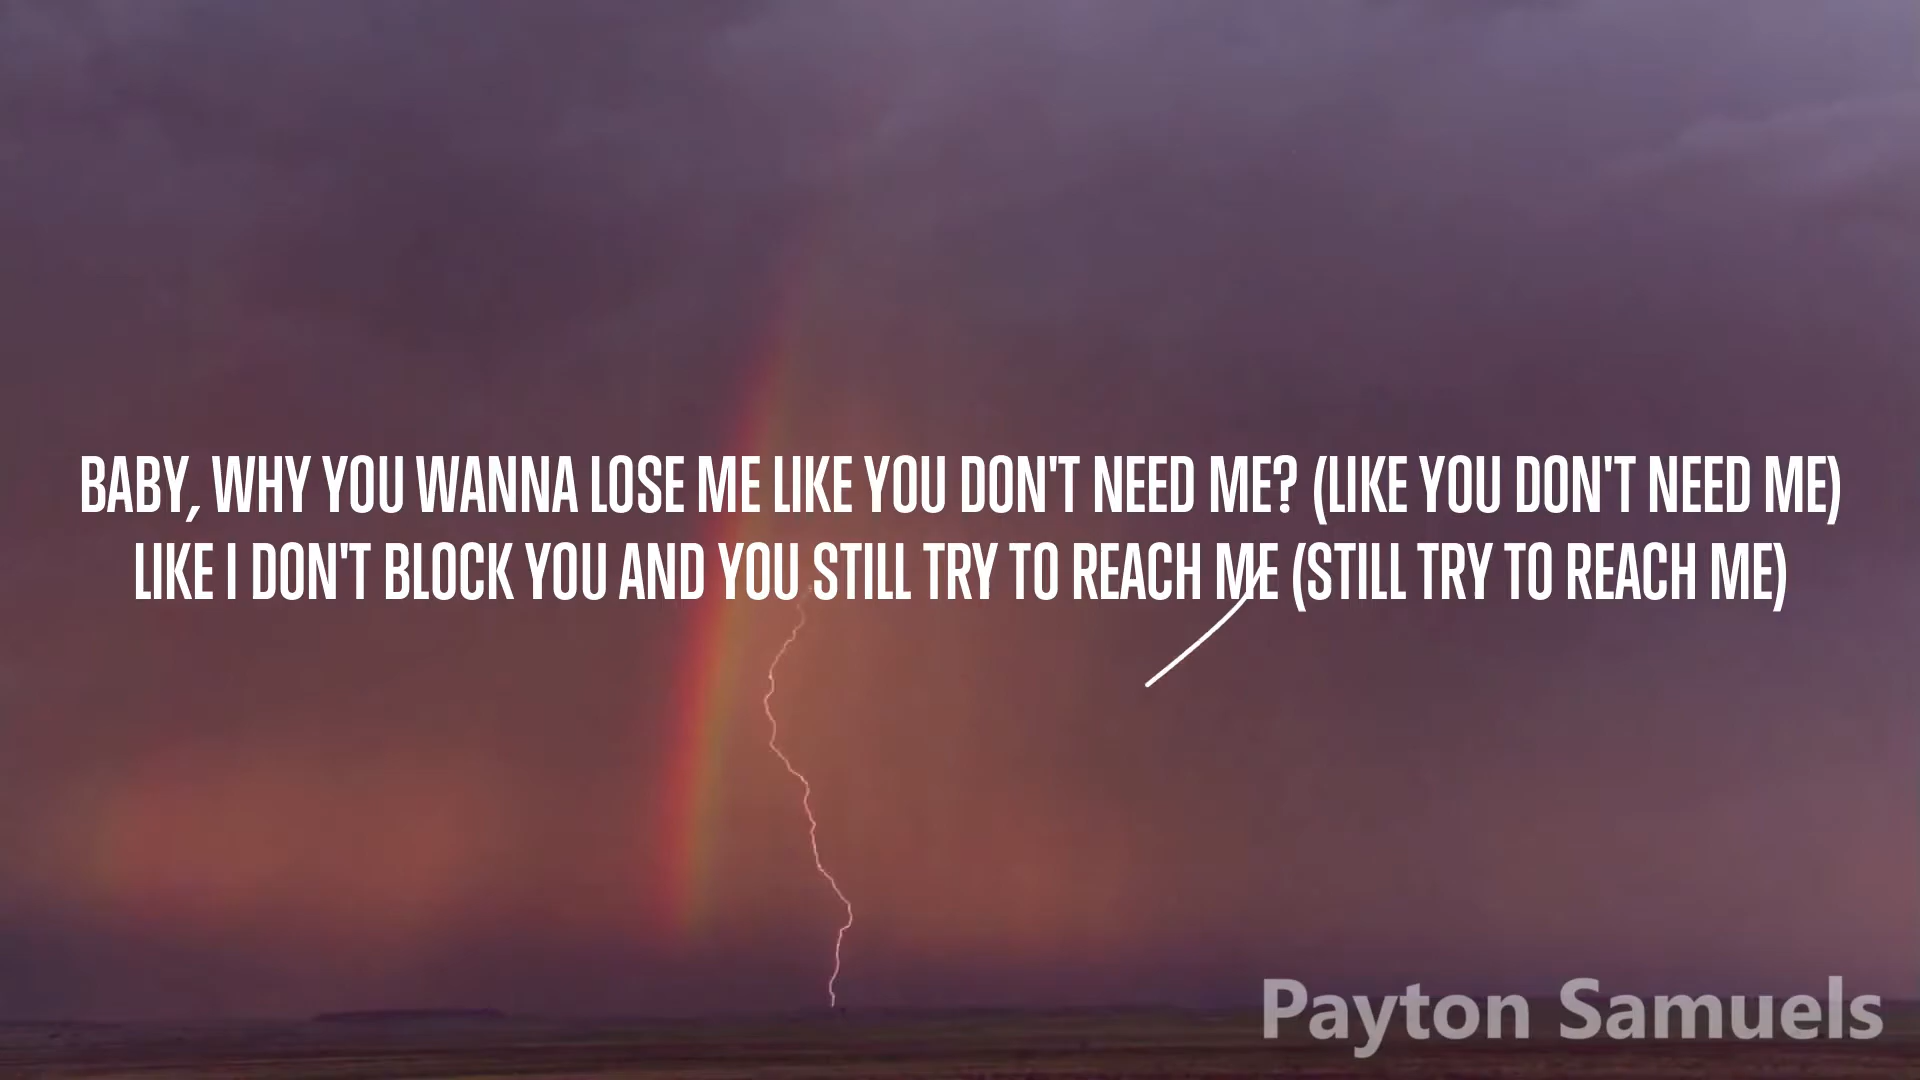 BABY, WHY YOU WANNA LOSE ME LIKE YOU DON'T NEED ME? (LIKE YOU DON'T NEED ME)
LIKE I DON'T BLOCK YOU AND YOU STILL TRY TO REACH ME (STILL TRY TO REACH ME)
Payton Samuels